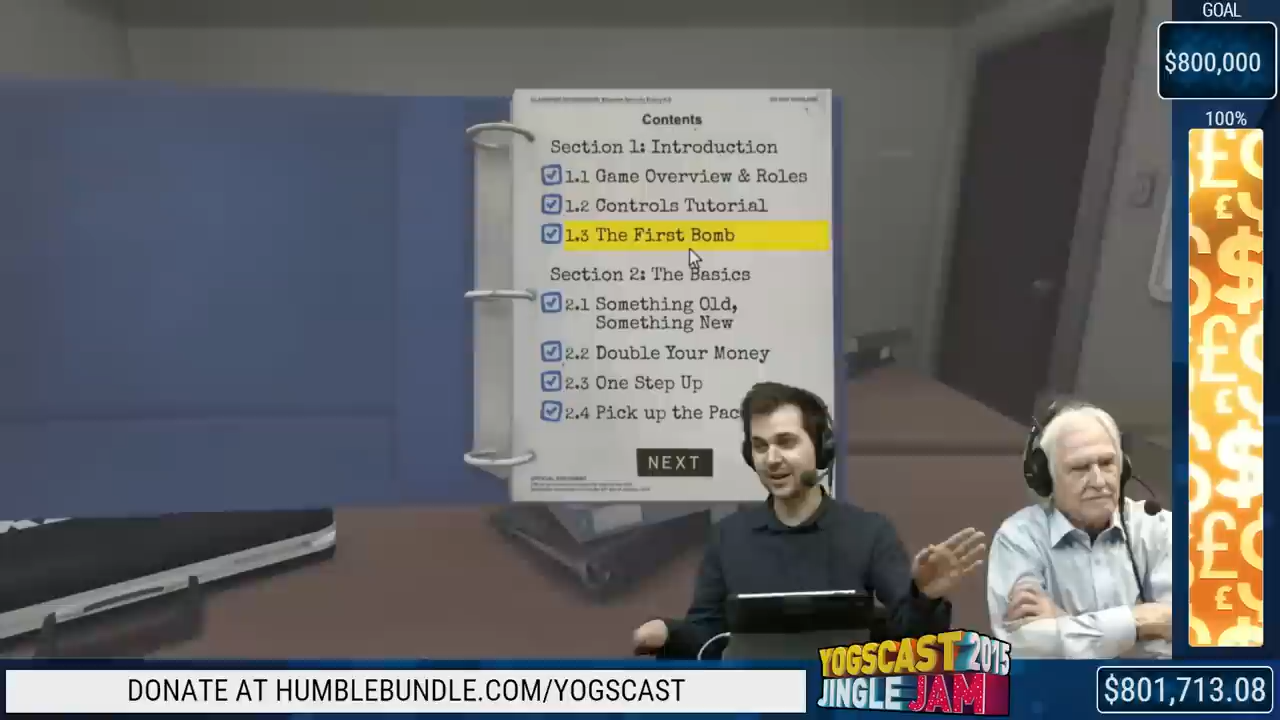 GOAL
$800,000
100%
Contents
Section 1: Introduction
1.1 Game Overview & Roles
1.2 Controls Tutorial
1.3 The First Bomb
Section 2: The Basics
2.1 Something Old,
Something New
2.2 Double Your Money
2.3 One Step Up
2.4 Pick up the Pac
NEXT
YOGSCAST 2015
JINGLE JAM
DONATE AT HUMBLEBUNDLE.COM/YOGSCAST
$801,713.08